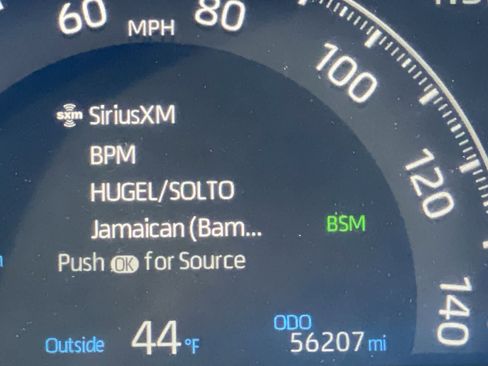 60 80
MPH
100
sxm SiriusXM
BPM
120
HUGEL/SOLTO
Jamaican (Bam...
BSM
Push OK for Source
140
ODO
Outside 44 °F
56207 mi